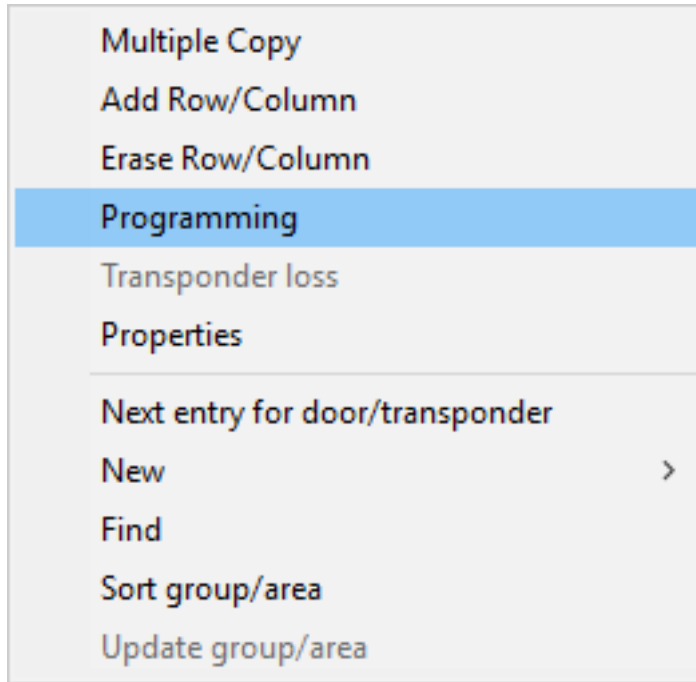 Multiple Copy
Add Row/Column
Erase Row/Column
Programming
Transponder loss
Properties
Next entry for door/transponder
New
Find
Sort group/area
Update group/area